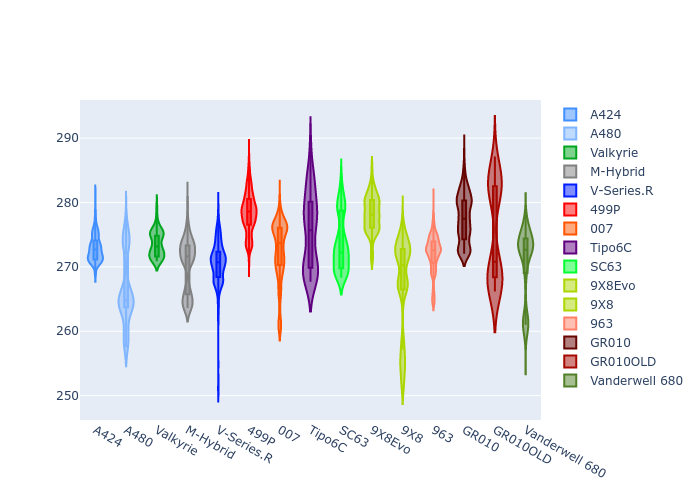 290
280
270
260
250
A424
A480
Valkyrie
M-Hybrid
V-Series.R
499P
007
Tipo6C
SC63
9X8Evo
9X8
963
GR010
GR010OLD
Vanderwell 680
A424
A480
Valkyrie
M-Hybrid
V-Series.R
499P
007
Tipo6C
SC63
9X8Evo
9X8
963
GR010
GR010OLD
Vanderwell 680